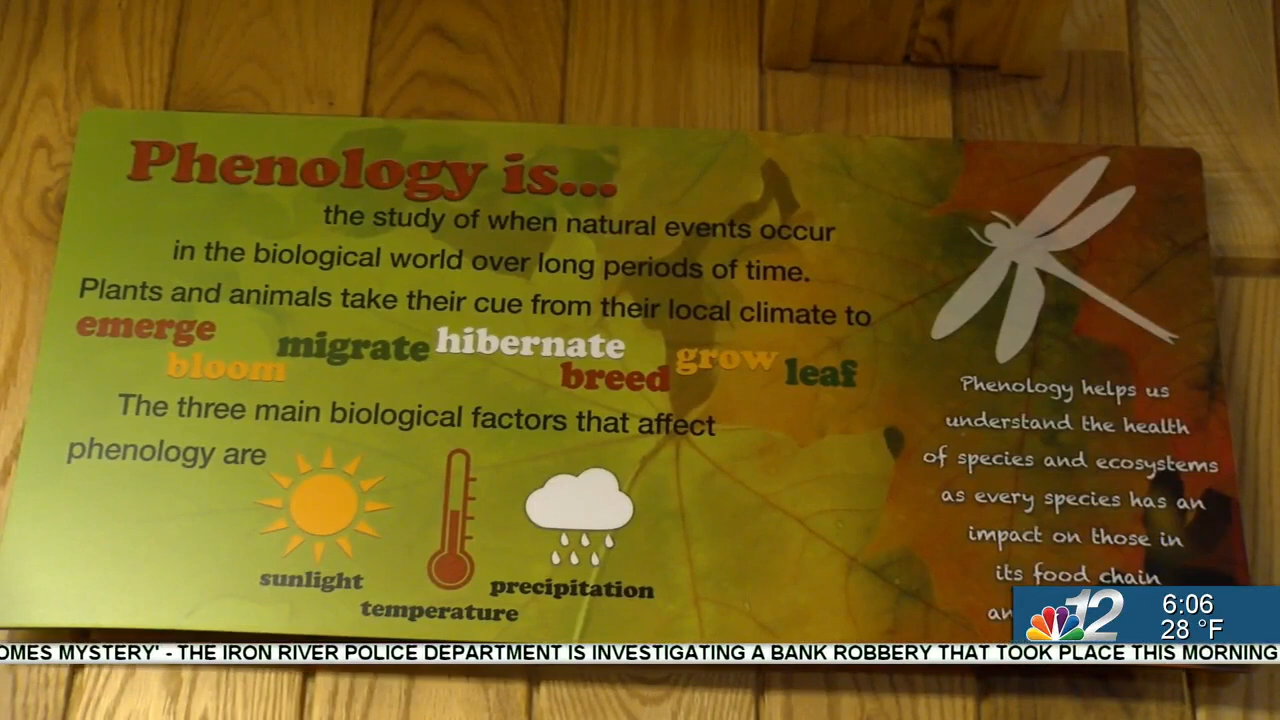 Phenology is...
the study of when natural events occur
in the biological world over long periods of time.
Plants and animals take their cue from their local climate to
emerge
bloom
migrate
hibernate
breed
grow
leaf
The three main biological factors that affect
phenology are
sunlight
temperature
precipitation
Phenology helps us
understand the health
of species and ecosystems
as every species has an
impact on those in
its food chain
12
6:06
28 °F
MYSTERY' - THE IRON RIVER POLICE DEPARTMENT IS INVESTIGATING A BANK ROBBERY THAT TOOK PLACE THIS MORNING